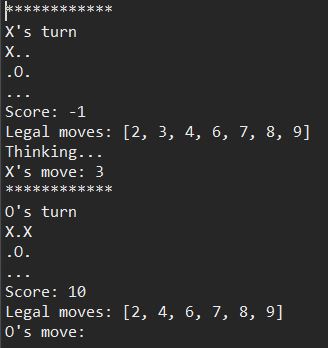 ************
X's turn
X..
.O.
...
Score: -1
Legal moves: [2, 3, 4, 6, 7, 8, 9]
Thinking...
X's move: 3
************
O's turn
X.X
.O.
...
Score: 10
Legal moves: [2, 4, 6, 7, 8, 9]
O's move: